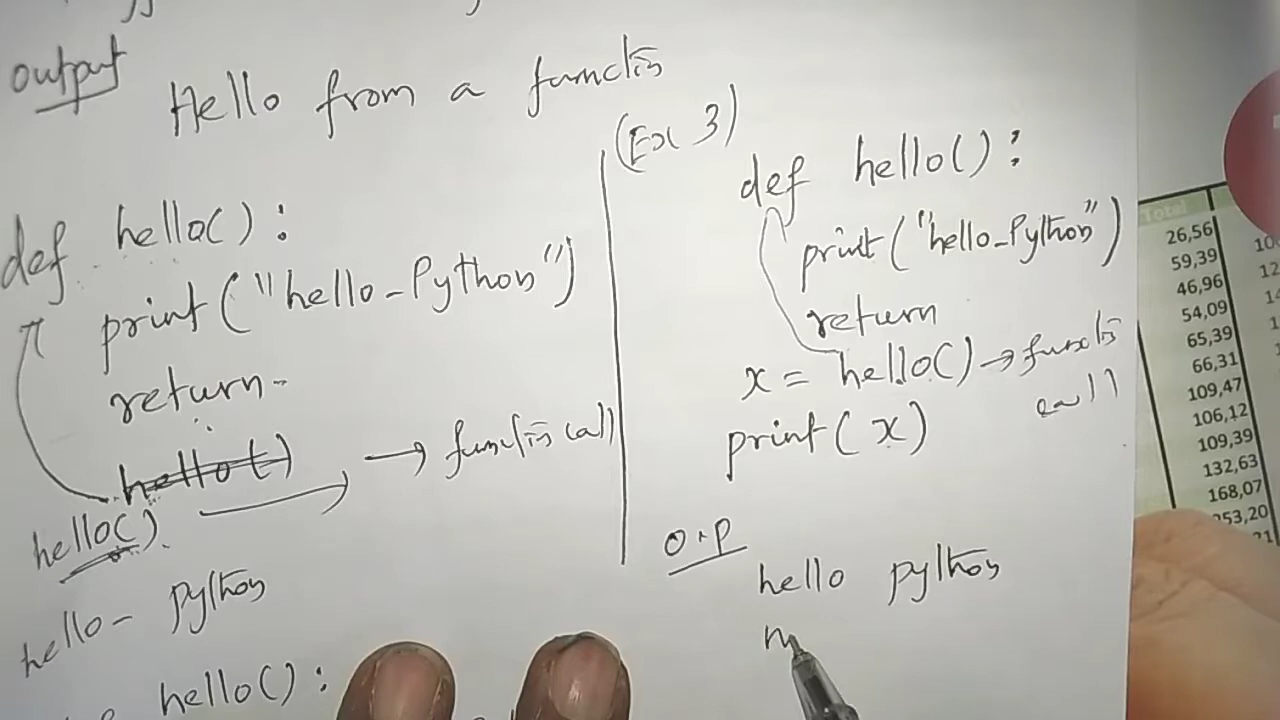 output
Hello from a function
def hello():
print("hello-Python")
return-
hello()
→ function call
hello()
hello- python
hello():
(Ex 3)
def hello():
print("hello-Python")
return
x = hello() → function
call
print(x)
O.P
hello python
Total
26,56
59,39
46,96
54,09
65,39
66,31
109,47
106,12
109,39
132,63
168,07
253,20